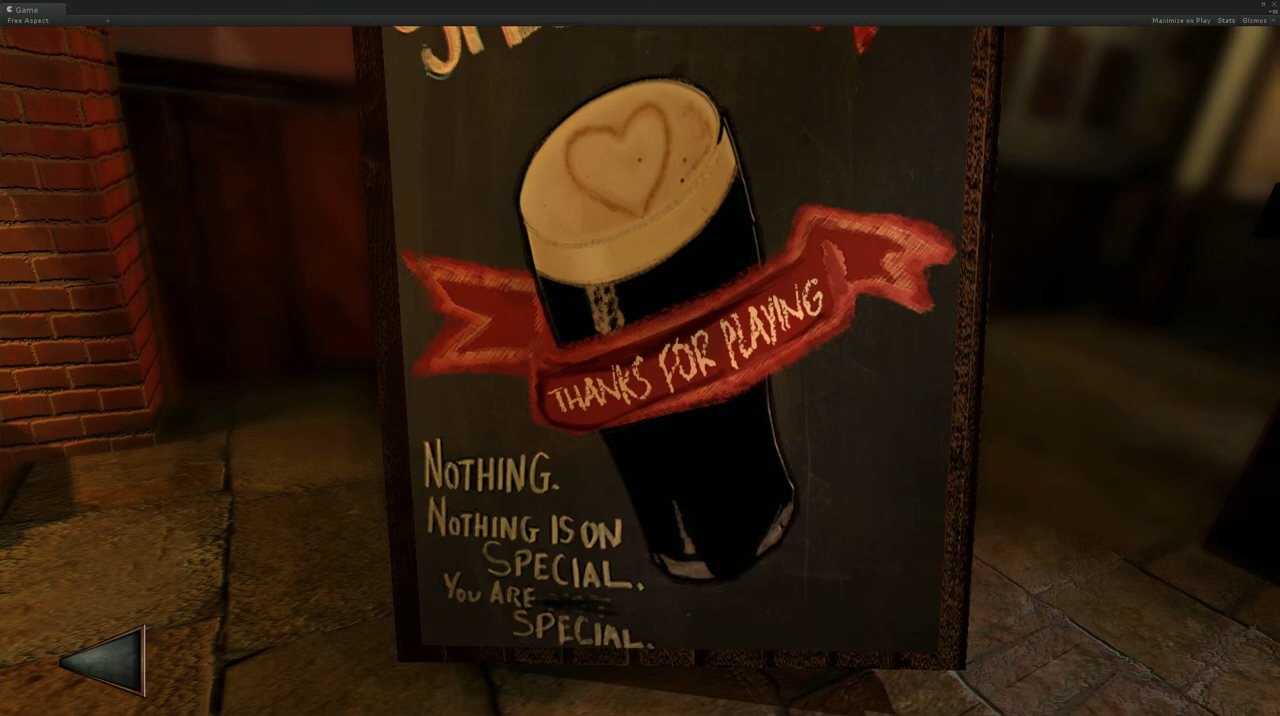 Game
Free Aspect
Maximize on Play Stats Gizmos
THANKS FOR PLAYING
NOTHING.
NOTHING IS ON
SPECIAL.
YOU ARE
SPECIAL.